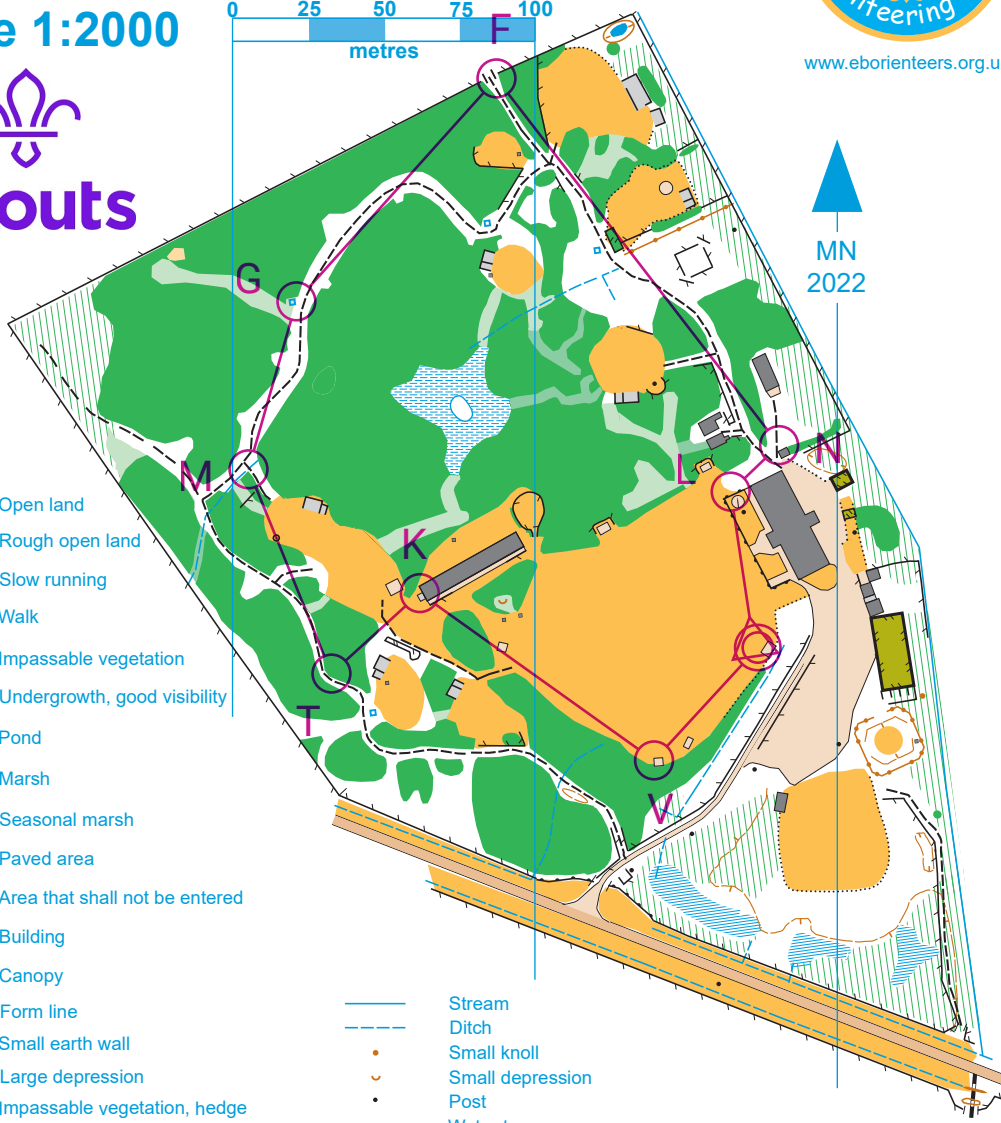 e 1:2000
0 25 50 75 100
metres
nteering
www.eborienteers.org.u
outs
MN
2022
F
G
M
K
L
N
T
V
Open land
Rough open land
Slow running
Walk
Impassable vegetation
Undergrowth, good visibility
Pond
Marsh
Seasonal marsh
Paved area
Area that shall not be entered
Building
Canopy
Form line
Small earth wall
Large depression
Impassable vegetation, hedge
Stream
Ditch
Small knoll
Small depression
Post